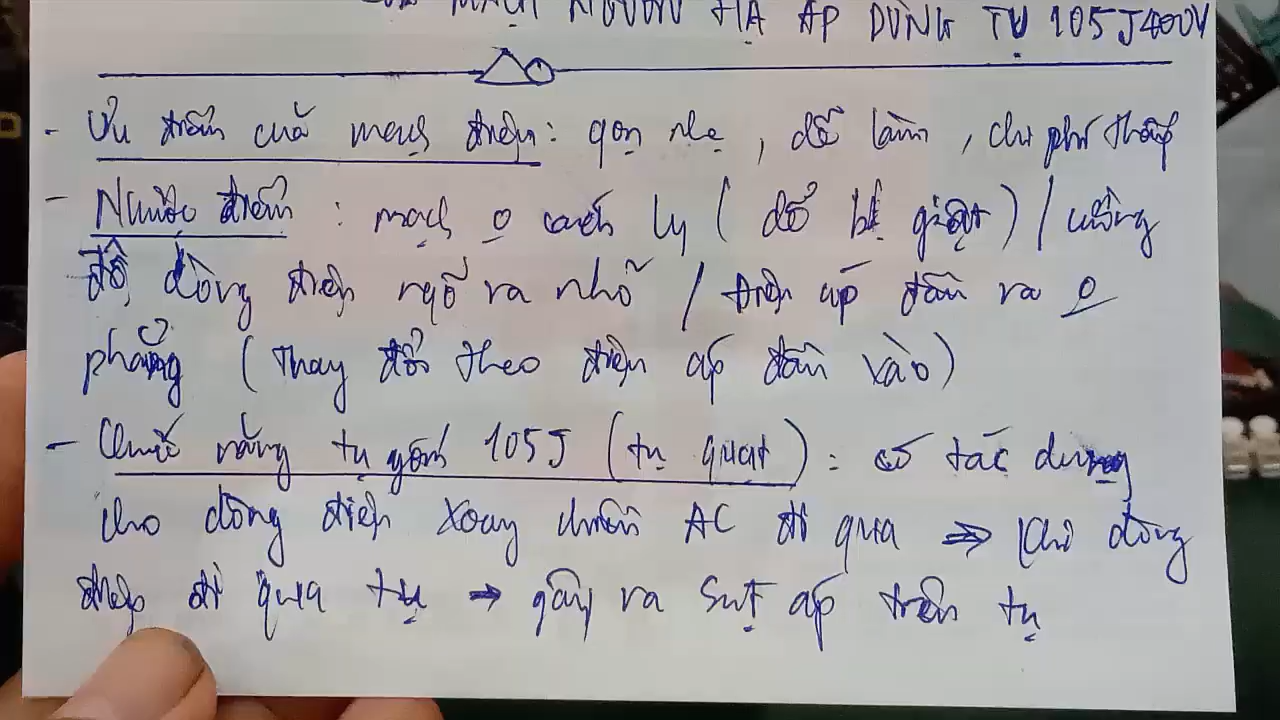 MẠCH NGUỒN HẠ ÁP DÙNG TỤ 105J400V
- Ưu điểm của mạch điện: gọn nhẹ, dễ làm, chi phí thấp
- Nhược điểm: mạch 0 cách ly (dễ bị giật) / cường
độ dòng điện ngõ ra nhỏ / điện áp đầu ra 0
phẳng (thay đổi theo điện áp đầu vào)
- Chức năng tụ gốm 105J (tụ quạt): có tác dụng
cho dòng điện xoay chiều AC đi qua => khi dòng
điện đi qua tụ → gây ra sụt áp trên tụ